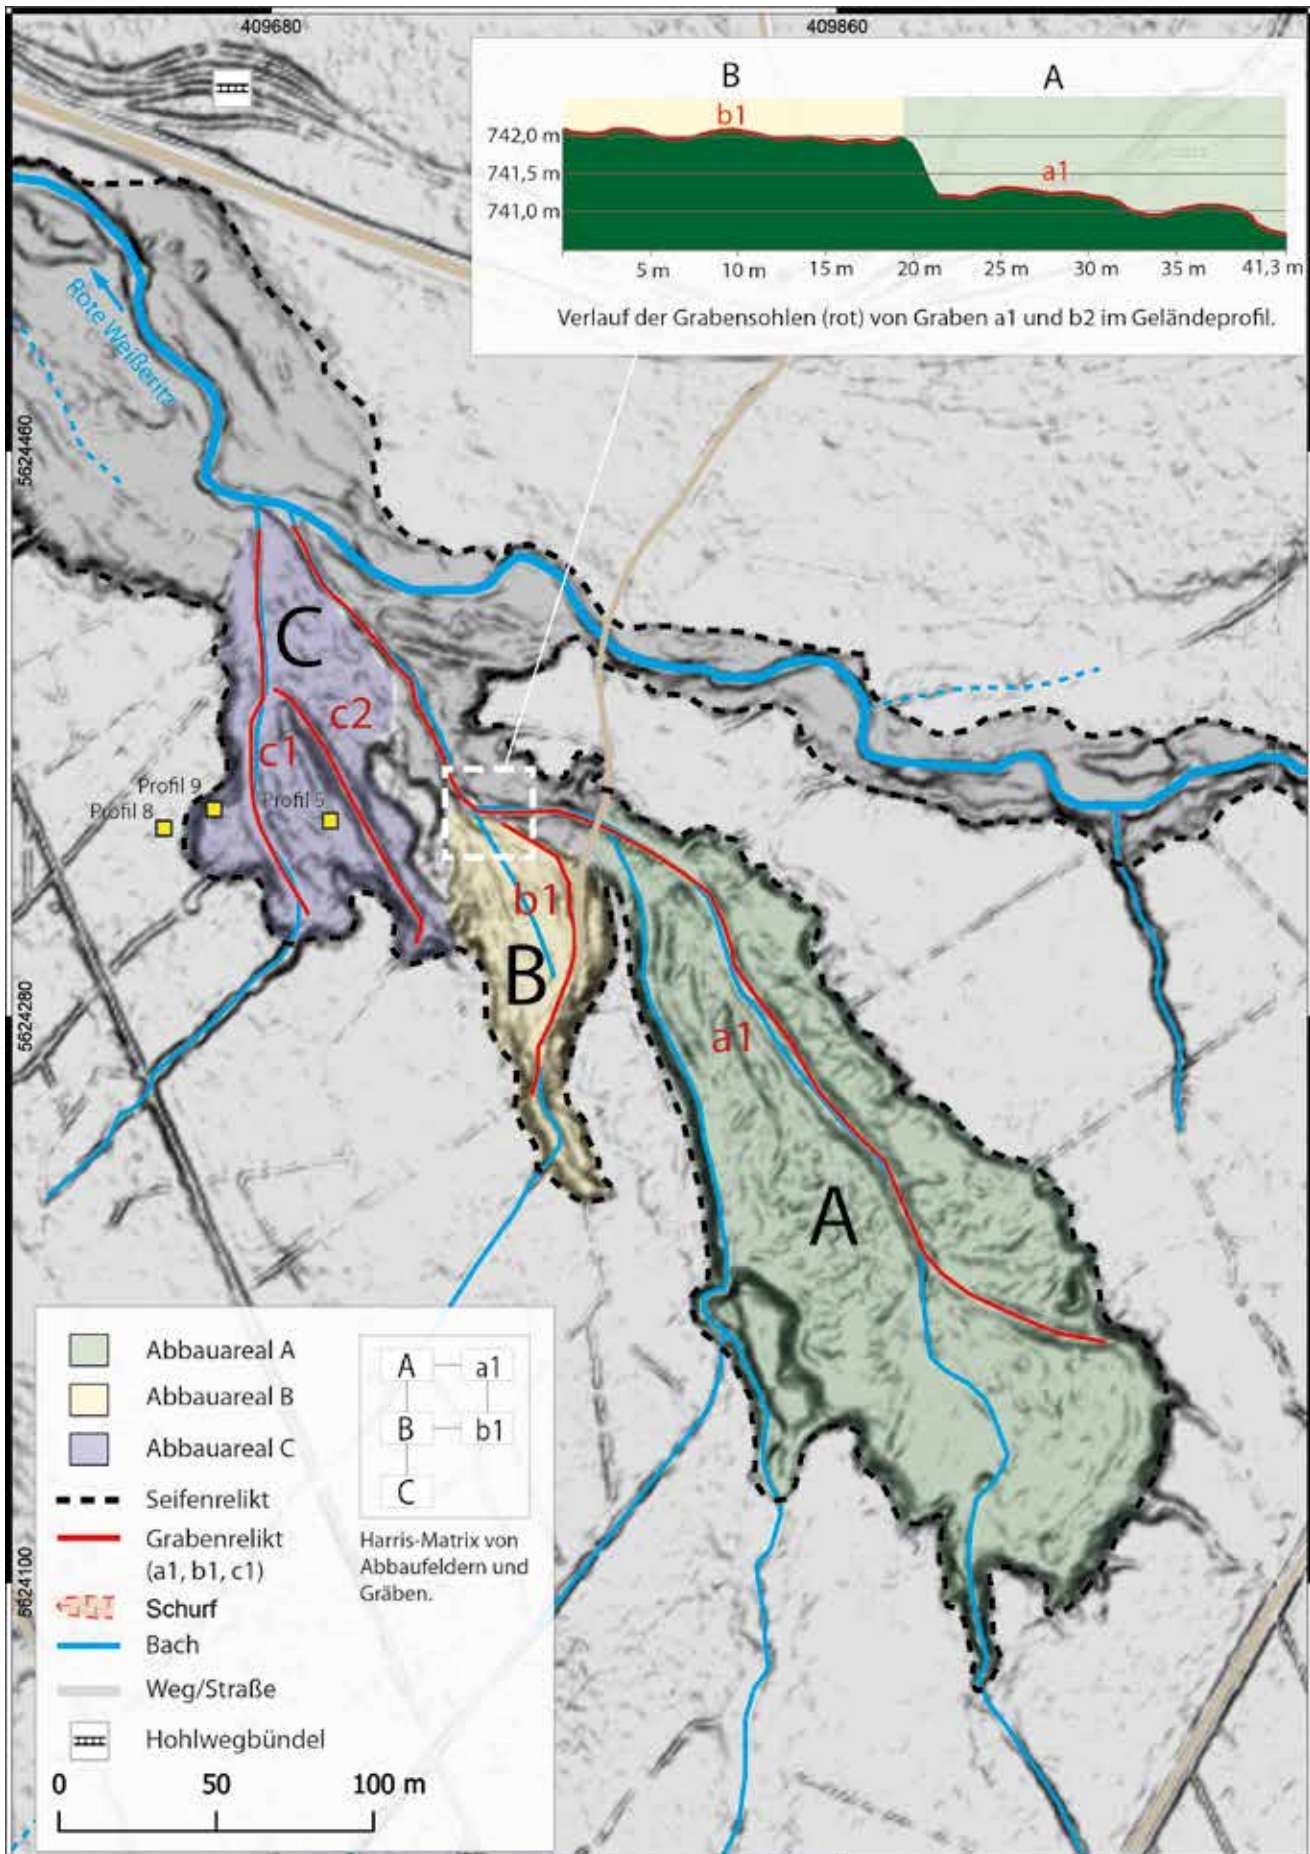 409680
409860
B
A
b1
742,0 m
741,5 m
a1
741,0 m
5 m
10 m
15 m
20 m
25 m
30 m
35 m
41,3 m
Verlauf der Grabensohlen (rot) von Graben a1 und b2 im Geländeprofil.
Rote Weißeritz
5624460
C
c2
c1
Profil 9
Profil 8
Profil 5
b1
B
5624280
a1
A
Abbauareal A
Abbauareal B
Abbauareal C
Seifenrelikt
Grabenrelikt
(a1, b1, c1)
Schurf
Bach
Weg/Straße
Hohlwegbündel
A
a1
B
b1
C
Harris-Matrix von
Abbaufeldern und
Gräben.
5624100
0
50
100 m